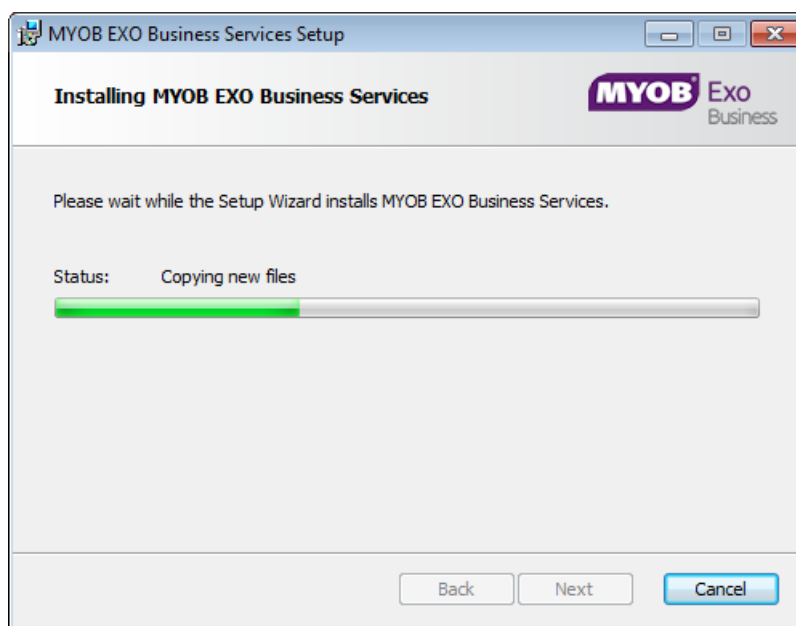 MYOB EXO Business Services Setup
Installing MYOB EXO Business Services
MYOB Exo
Business
Please wait while the Setup Wizard installs MYOB EXO Business Services.
Status: Copying new files
Back Next Cancel